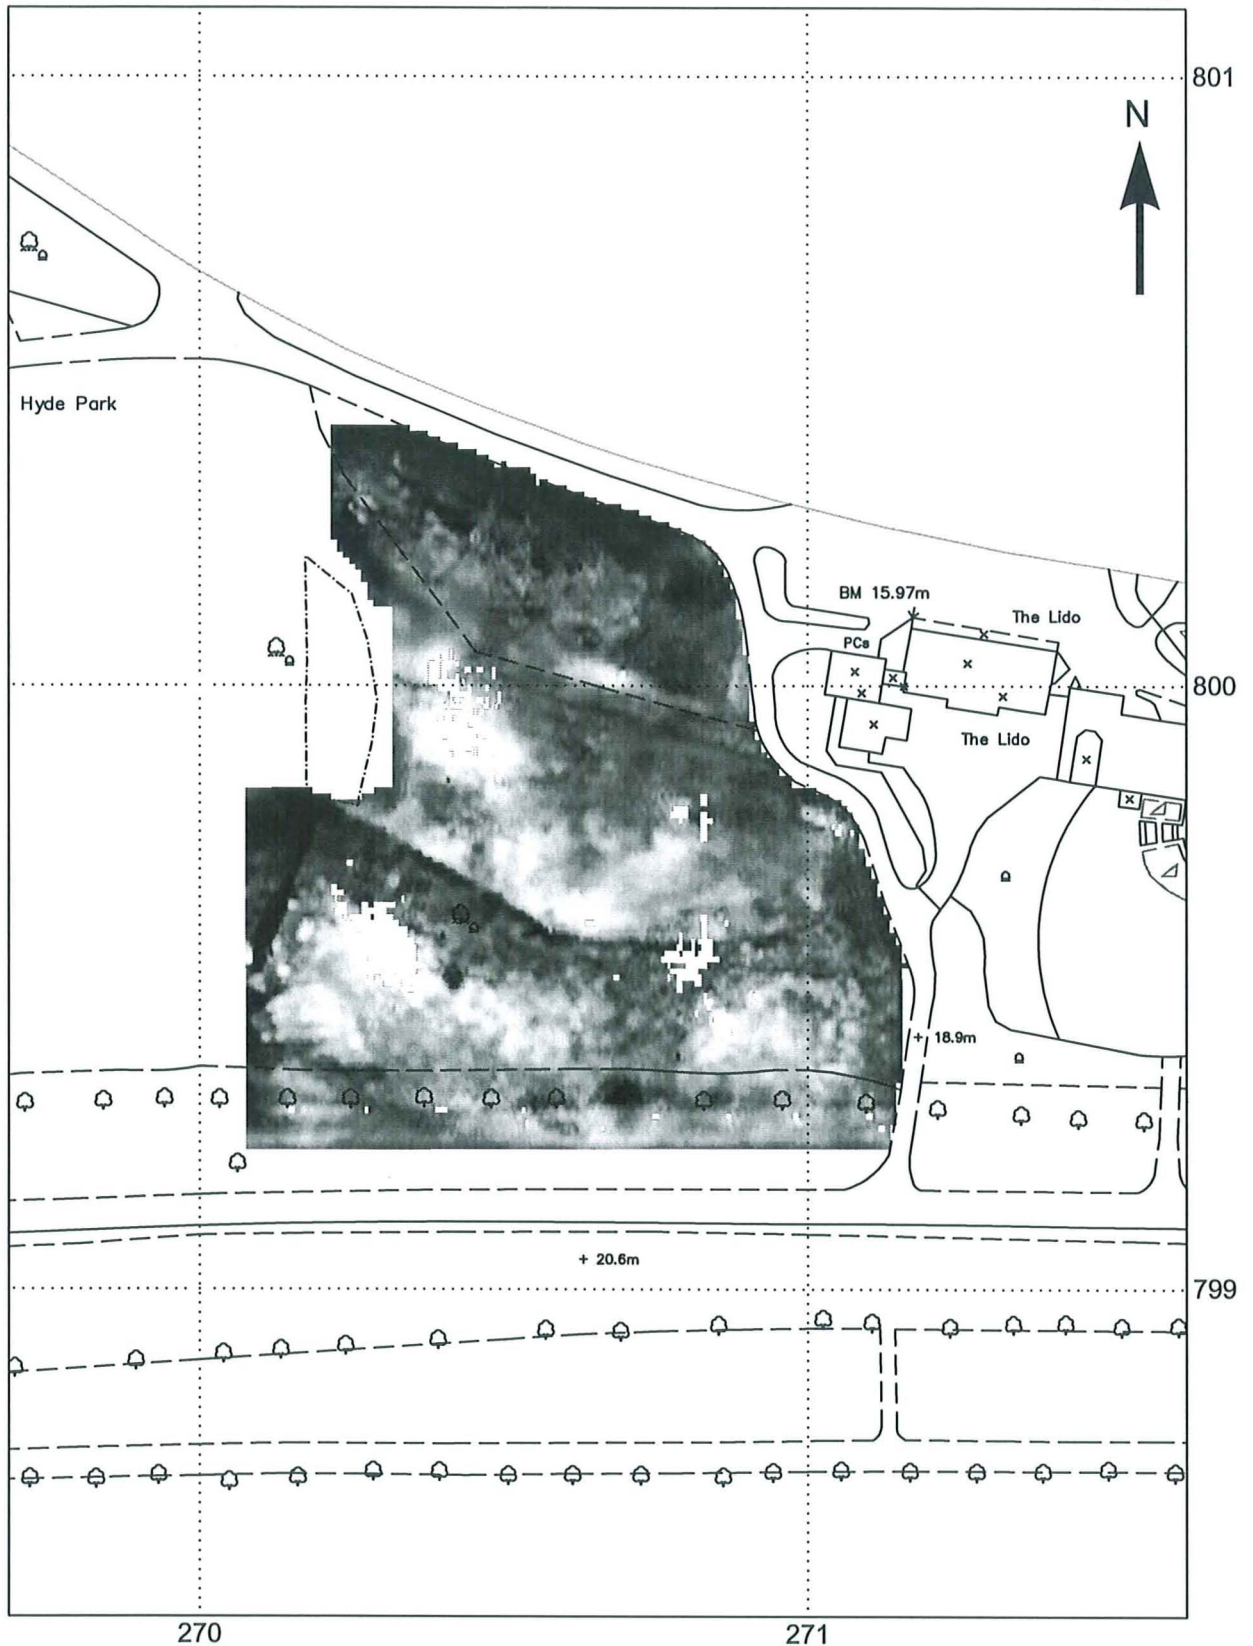 801
N
Hyde Park
BM 15.97m
The Lido
PCs
800
The Lido
+ 18.9m
+ 20.6m
799
270
271